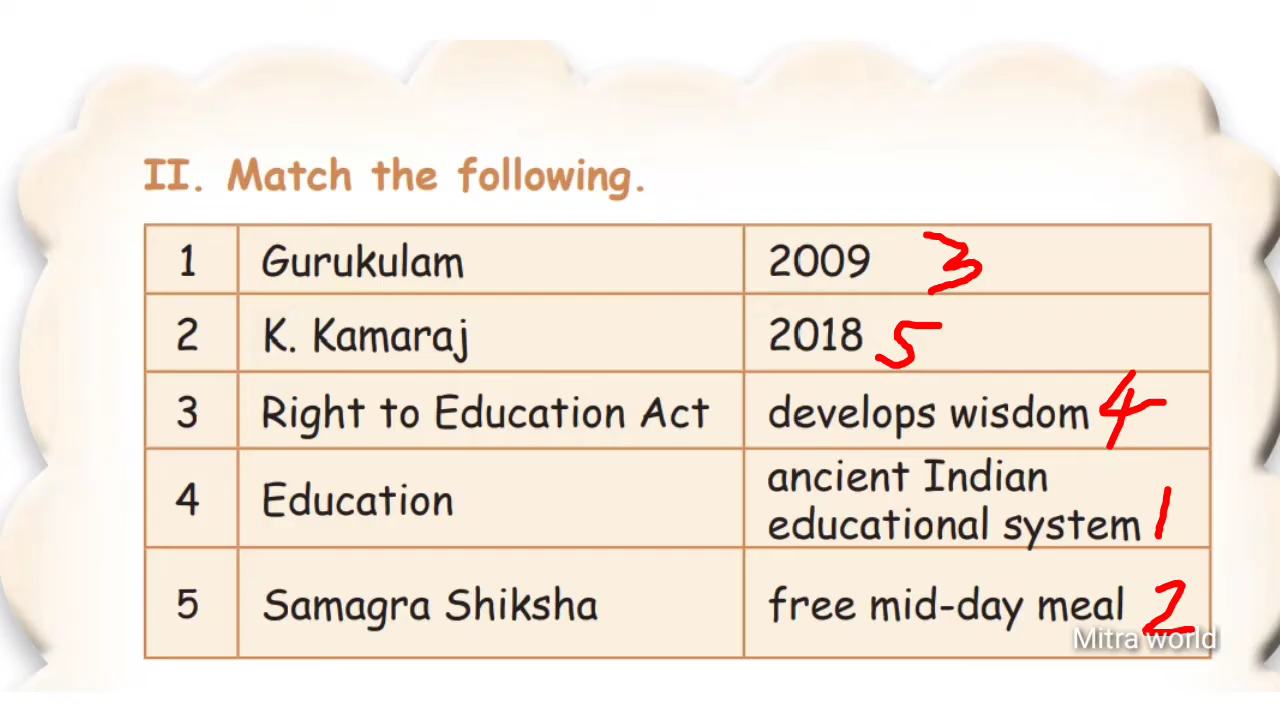 II. Match the following.
1 Gurukulam 2009 3
2 K. Kamaraj 2018 5
3 Right to Education Act develops wisdom 4
4 Education ancient Indian
educational system 1
5 Samagra Shiksha free mid-day meal 2
Mitra world